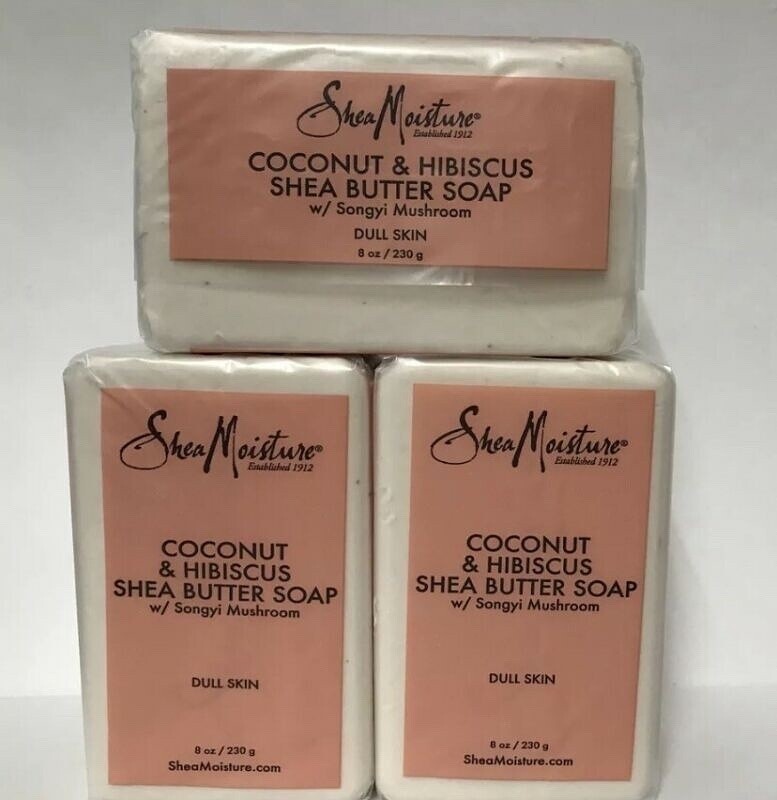 SheaMoisture®
Established 1912
COCONUT & HIBISCUS
SHEA BUTTER SOAP
w/ Songyi Mushroom
DULL SKIN
8 oz / 230 g
SheaMoisture®
Established 1912
COCONUT
& HIBISCUS
SHEA BUTTER SOAP
w/ Songyi Mushroom
DULL SKIN
8 oz / 230 g
SheaMoisture.com
SheaMoisture®
Established 1912
COCONUT
& HIBISCUS
SHEA BUTTER SOAP
w/ Songyi Mushroom
DULL SKIN
8 oz / 230 g
SheaMoisture.com